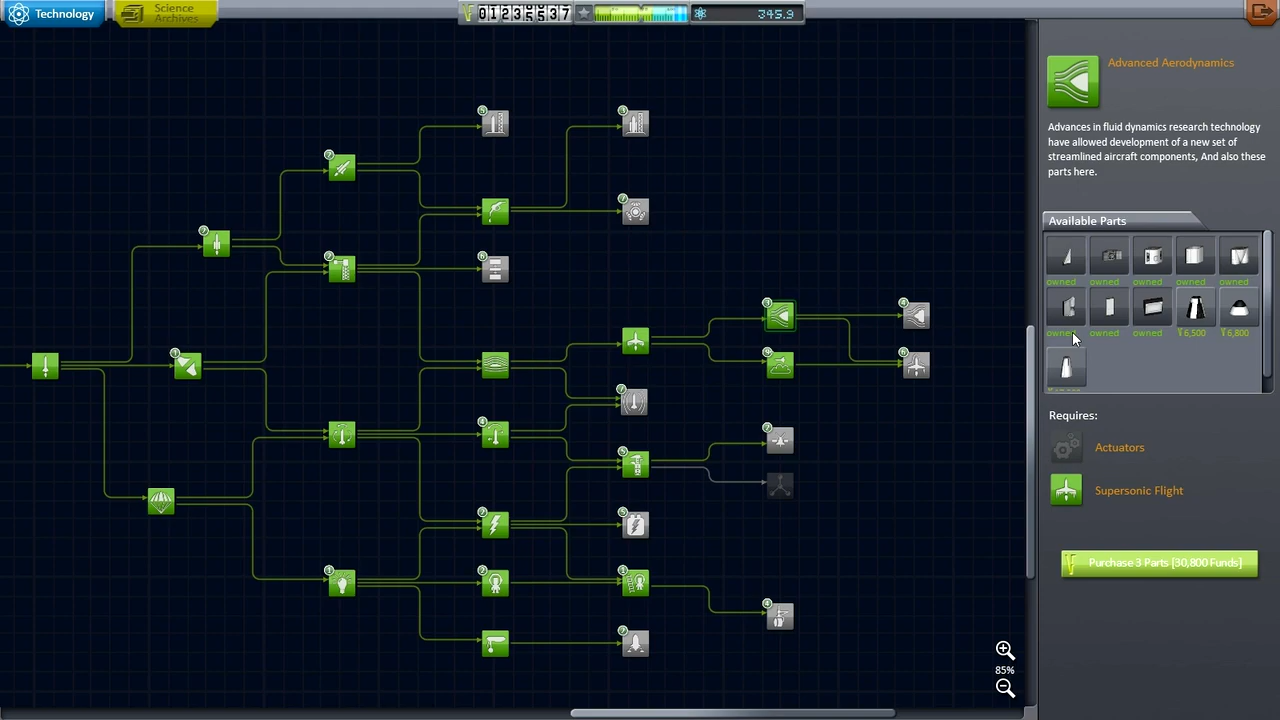 Technology
Science
Archives
01235537
345.9
Advanced Aerodynamics
Advances in fluid dynamics research technology
have allowed development of a new set of
streamlined aircraft components, And also these
parts here.
Available Parts
owned owned owned owned owned
owned owned owned 6,500 6,800
Requires:
Actuators
Supersonic Flight
Purchase 3 Parts [30,800 Funds]
85%